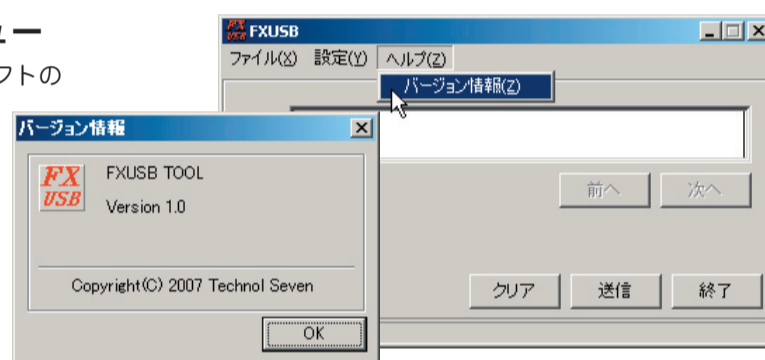 ュー
フトの
FX USB FXUSB
ファイル(X) 設定(Y) ヘルプ(Z)
バージョン情報(Z)
前へ 次へ
クリア 送信 終了
バージョン情報
FX
USB
FXUSB TOOL
Version 1.0
Copyright(C) 2007 Technol Seven
OK